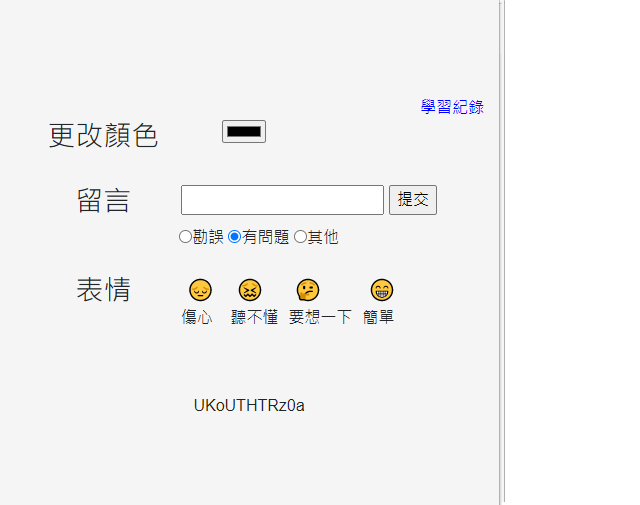 學習紀錄
更改顏色
留言 提交
勘誤 有問題 其他
表情
傷心 聽不懂 要想一下 簡單
UKoUTHTRz0a